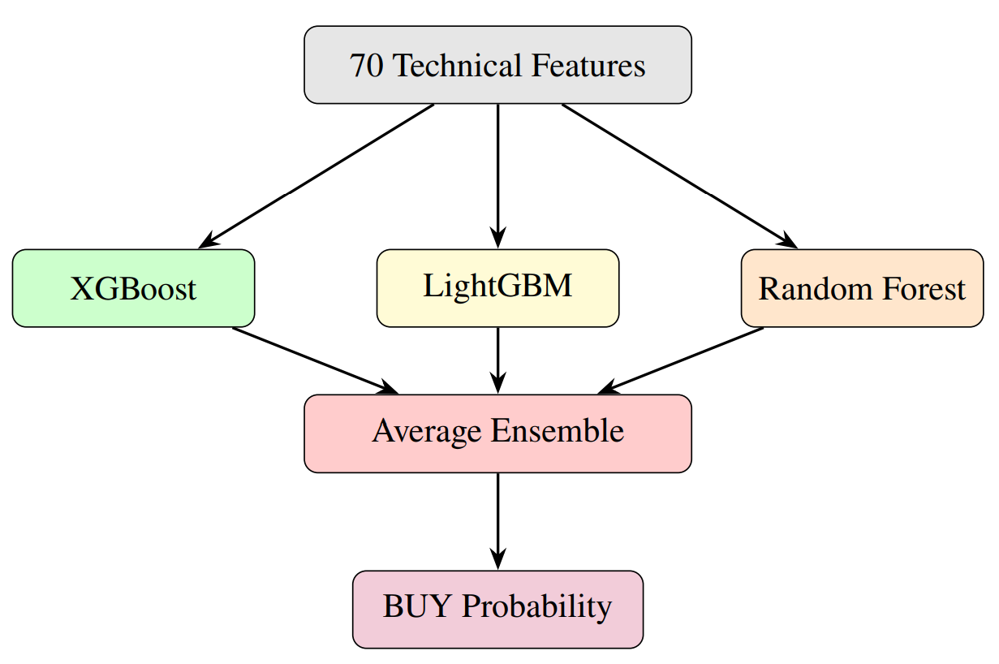 70 Technical Features
XGBoost
LightGBM
Random Forest
Average Ensemble
BUY Probability